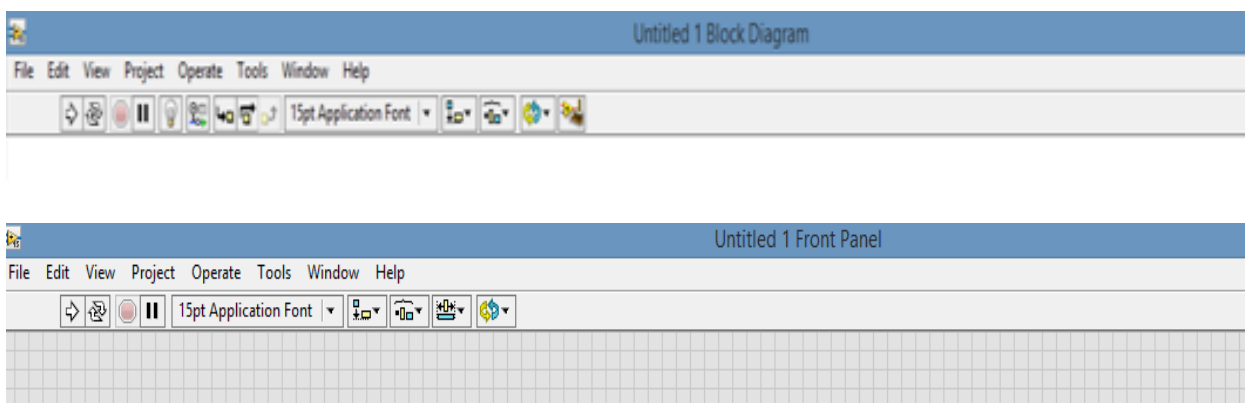 Untitled 1 Block Diagram
File Edit View Project Operate Tools Window Help
15pt Application Font
Untitled 1 Front Panel
File Edit View Project Operate Tools Window Help
15pt Application Font